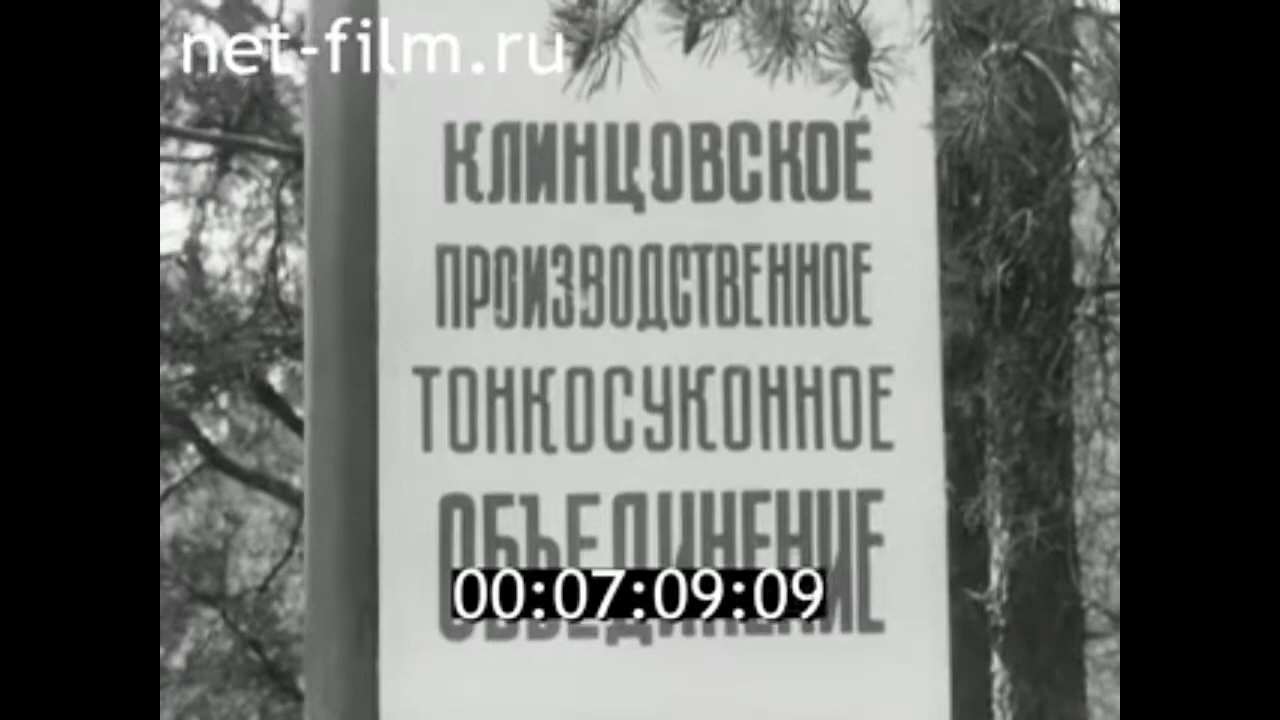 net-film.ru
КЛИНЦОВСКОЕ
ПРОИЗВОДСТВЕННОЕ
ТОНКОСУКОННОЕ
ОБЪЕДИНЕНИЕ
00:07:09:09